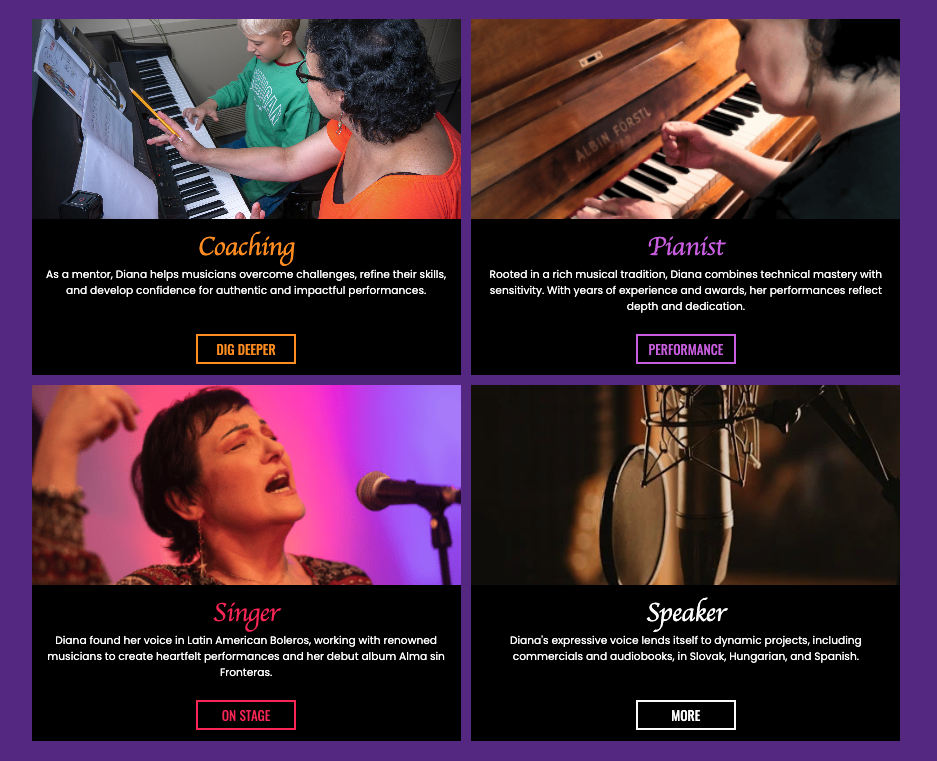 ALBIN FÖRSTL
Coaching
As a mentor, Diana helps musicians overcome challenges, refine their skills,
and develop confidence for authentic and impactful performances.
DIG DEEPER
Pianist
Rooted in a rich musical tradition, Diana combines technical mastery with
sensitivity. With years of experience and awards, her performances reflect
depth and dedication.
PERFORMANCE
Singer
Diana found her voice in Latin American Boleros, working with renowned
musicians to create heartfelt performances and her debut album Alma sin
Fronteras.
ON STAGE
Speaker
Diana's expressive voice lends itself to dynamic projects, including
commercials and audiobooks, in Slovak, Hungarian, and Spanish.
MORE